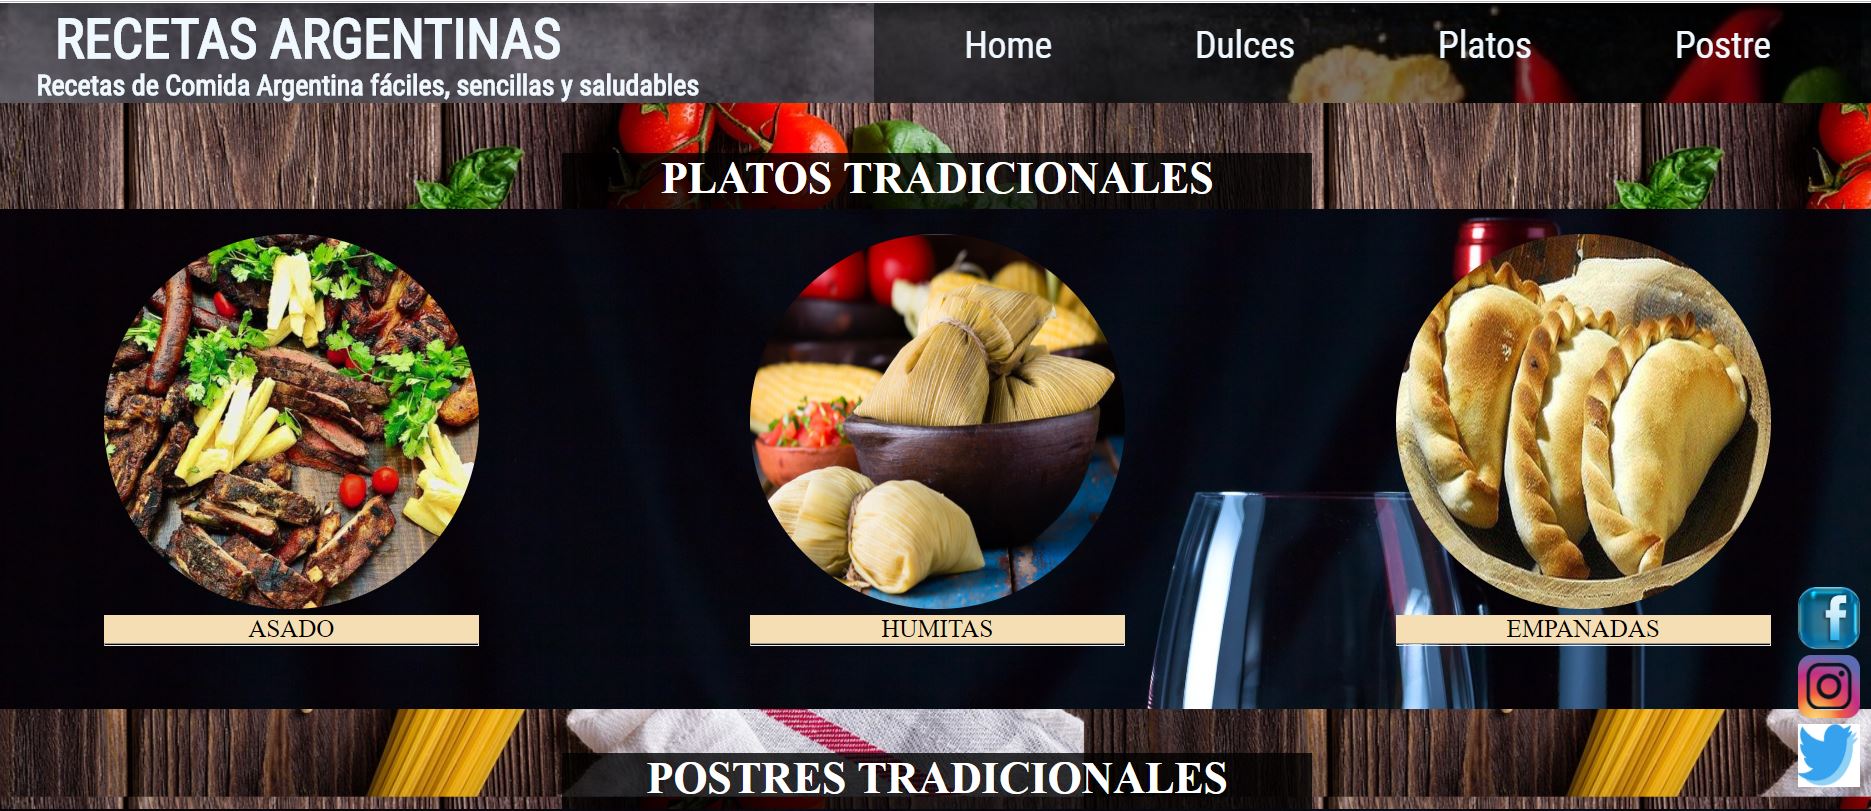 RECETAS ARGENTINAS
Recetas de Comida Argentina fáciles, sencillas y saludables
Home Dulces Platos Postre
PLATOS TRADICIONALES
ASADO
HUMITAS
EMPANADAS
POSTRES TRADICIONALES